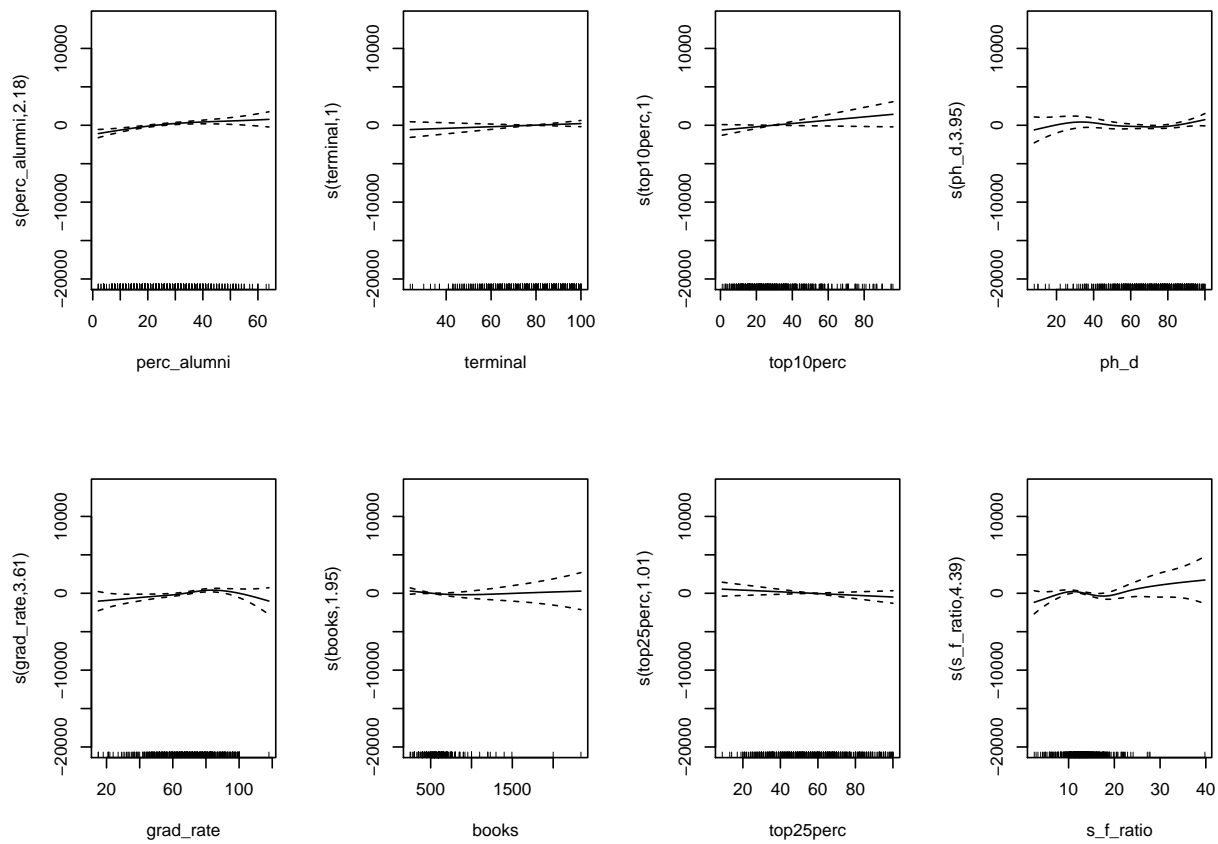 s(perc_alumni,2.18)
10000
0
−10000
−20000
0 20 40 60
perc_alumni
s(terminal,1)
10000
0
−10000
−20000
40 60 80 100
terminal
s(top10perc,1)
10000
0
−10000
−20000
0 20 40 60 80
top10perc
s(ph_d,3.95)
10000
0
−10000
−20000
20 40 60 80
ph_d
s(grad_rate,3.61)
10000
0
−10000
−20000
20 60 100
grad_rate
s(books,1.95)
10000
0
−10000
−20000
500 1500
books
s(top25perc,1.01)
10000
0
−10000
−20000
20 40 60 80
top25perc
s(s_f_ratio,4.39)
10000
0
−10000
−20000
10 20 30 40
s_f_ratio